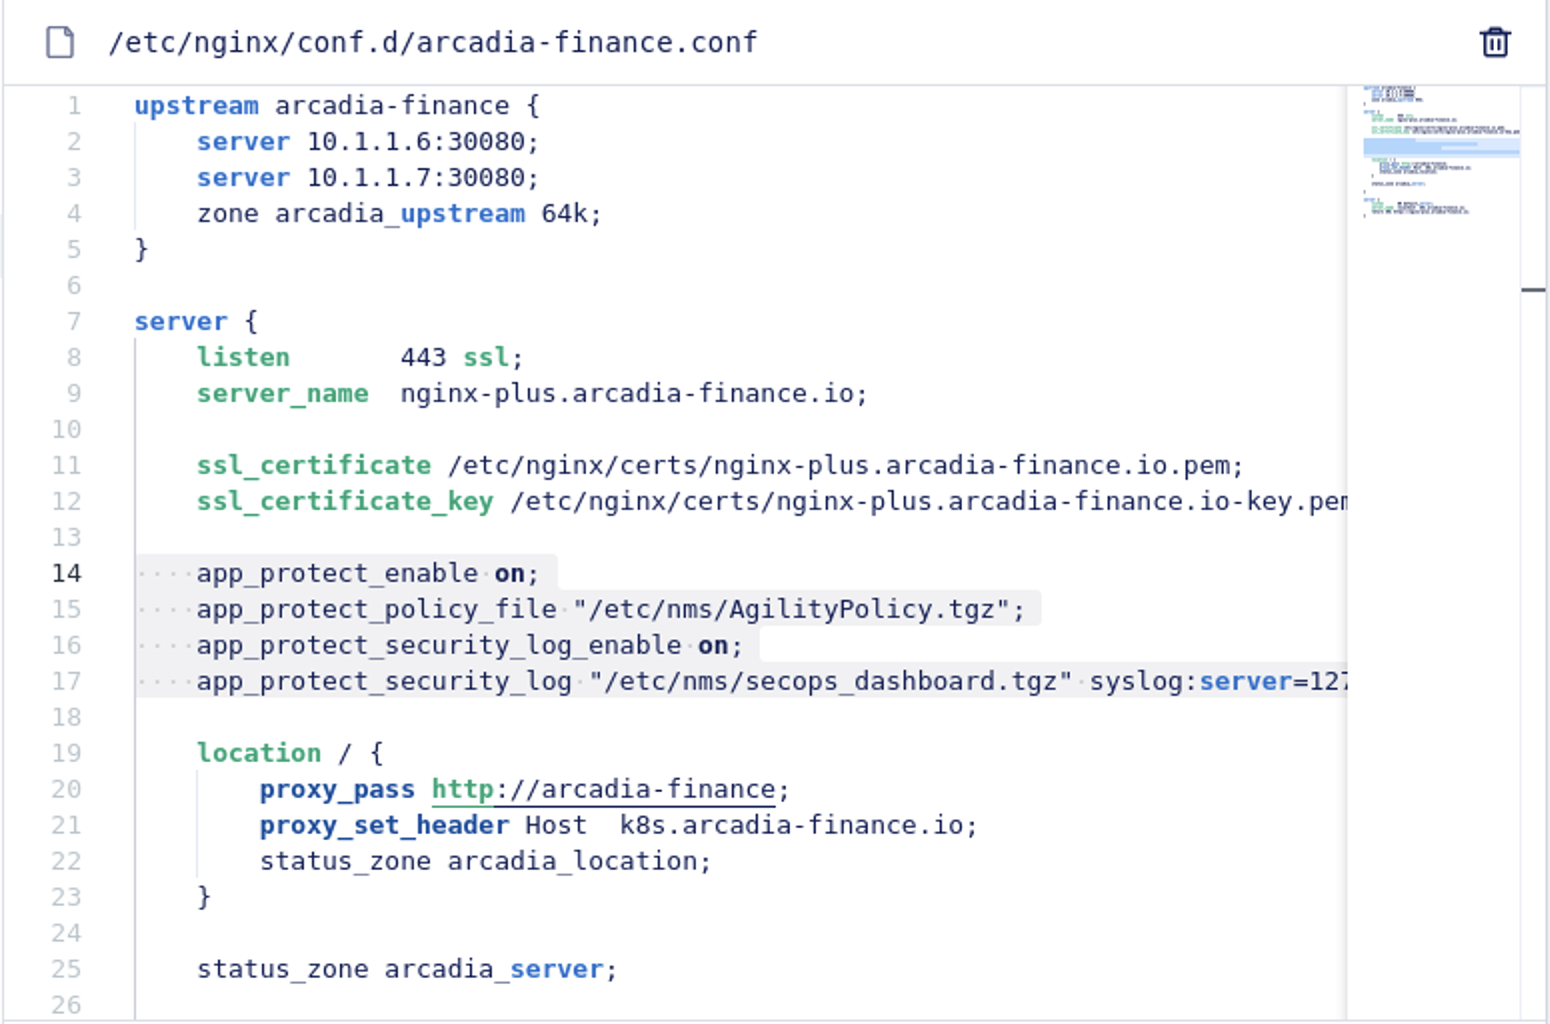 /etc/nginx/conf.d/arcadia-finance.conf
1 upstream arcadia-finance {
2 server 10.1.1.6:30080;
3 server 10.1.1.7:30080;
4 zone arcadia_upstream 64k;
5 }
6
7 server {
8 listen 443 ssl;
9 server_name nginx-plus.arcadia-finance.io;
10
11 ssl_certificate /etc/nginx/certs/nginx-plus.arcadia-finance.io.pem;
12 ssl_certificate_key /etc/nginx/certs/nginx-plus.arcadia-finance.io-key.pem
13
14 ····app_protect_enable·on;
15 ····app_protect_policy_file·"/etc/nms/AgilityPolicy.tgz";
16 ····app_protect_security_log_enable·on;
17 ····app_protect_security_log·"/etc/nms/secops_dashboard.tgz"·syslog:server=127
18
19 location / {
20 proxy_pass http://arcadia-finance;
21 proxy_set_header Host k8s.arcadia-finance.io;
22 status_zone arcadia_location;
23 }
24
25 status_zone arcadia_server;
26